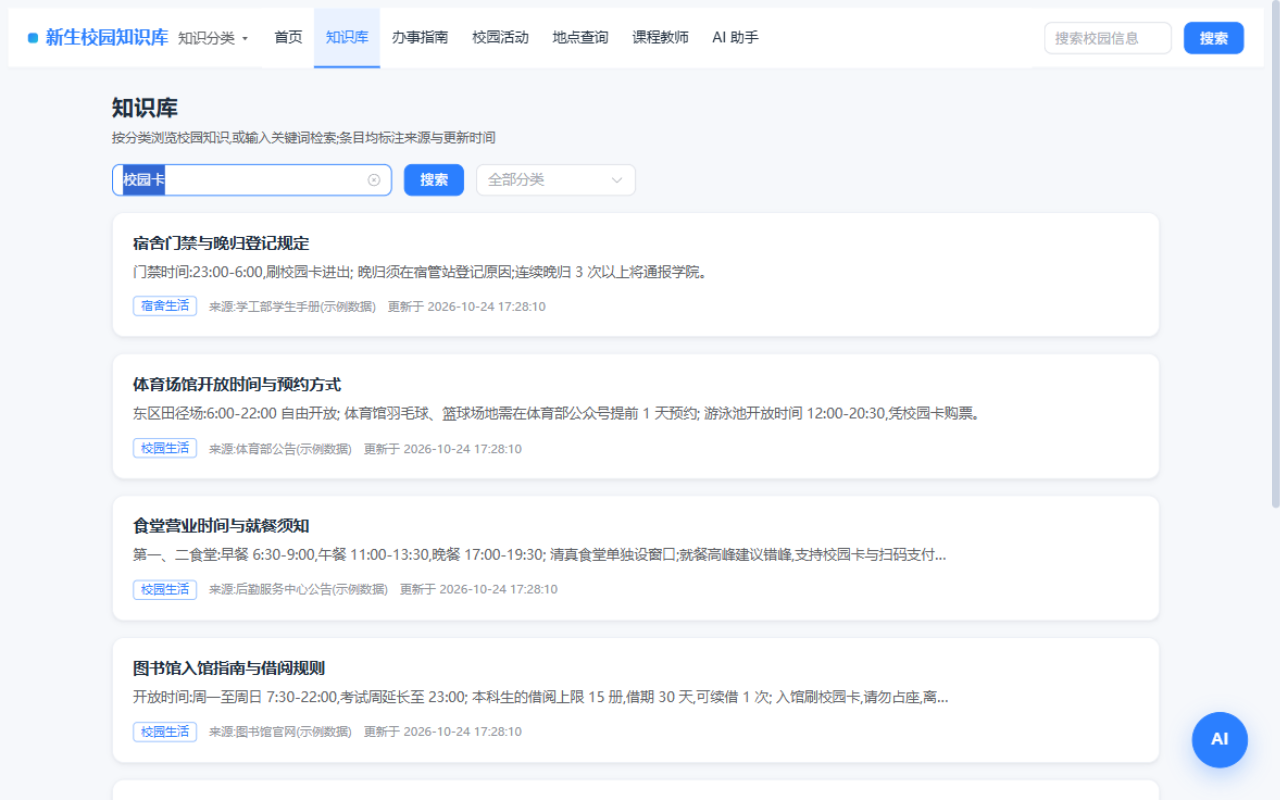 新生校园知识库 知识分类 首页 知识库 办事指南 校园活动 地点查询 课程教师 AI 助手 搜索校园信息 搜索
知识库
按分类浏览校园知识,或输入关键词检索;条目均标注来源与更新时间
校园卡 搜索 全部分类
宿舍门禁与晚归登记规定
门禁时间:23:00-6:00,刷校园卡进出; 晚归须在宿管站登记原因;连续晚归 3 次以上将通报学院。
宿舍生活 来源:学工部学生手册(示例数据) 更新于 2026-10-24 17:28:10
体育场馆开放时间与预约方式
东区田径场:6:00-22:00 自由开放; 体育馆羽毛球、篮球场地需在体育部公众号提前 1 天预约; 游泳池开放时间 12:00-20:30,凭校园卡购票。
校园生活 来源:体育部公告(示例数据) 更新于 2026-10-24 17:28:10
食堂营业时间与就餐须知
第一、二食堂:早餐 6:30-9:00,午餐 11:00-13:30,晚餐 17:00-19:30; 清真食堂单独设窗口;就餐高峰建议错峰,支持校园卡与扫码支付...
校园生活 来源:后勤服务中心公告(示例数据) 更新于 2026-10-24 17:28:10
图书馆入馆指南与借阅规则
开放时间:周一至周日 7:30-22:00,考试周延长至 23:00; 本科生的借阅上限 15 册,借期 30 天,可续借 1 次; 入馆刷校园卡,请勿占座,离...
校园生活 来源:图书馆官网(示例数据) 更新于 2026-10-24 17:28:10
AI